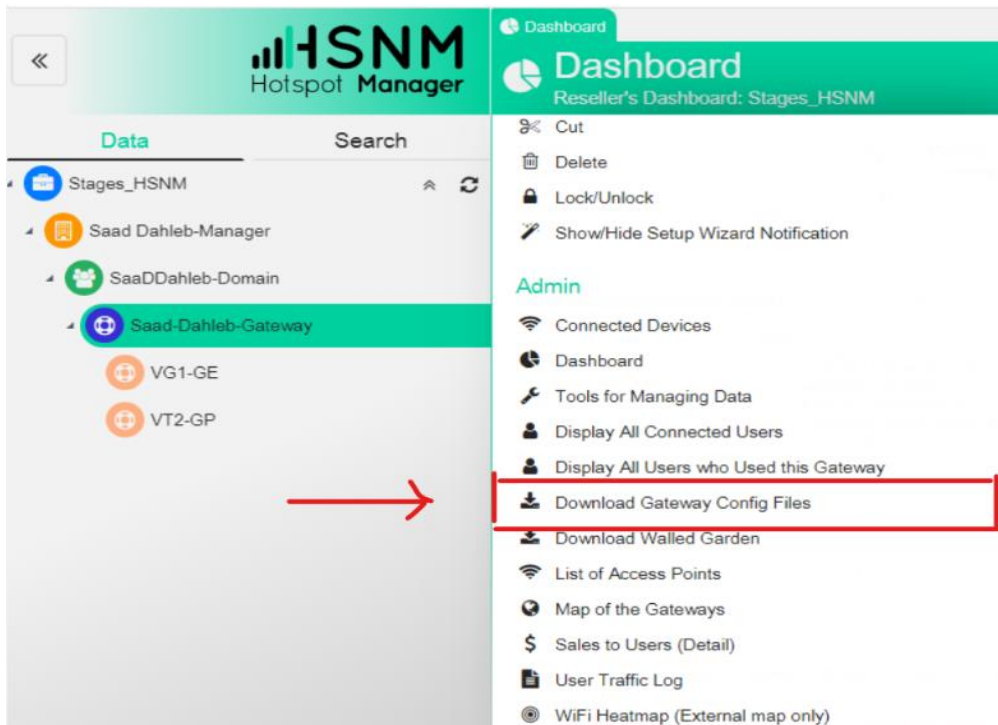 HSNM
Hotspot Manager
Data
Search
Stages_HSNM
Saad Dahleb-Manager
SaaDDahleb-Domain
Saad-Dahleb-Gateway
VG1-GE
VT2-GP
Dashboard
Dashboard
Reseller's Dashboard: Stages_HSNM
Cut
Delete
Lock/Unlock
Show/Hide Setup Wizard Notification
Admin
Connected Devices
Dashboard
Tools for Managing Data
Display All Connected Users
Display All Users who Used this Gateway
Download Gateway Config Files
Download Walled Garden
List of Access Points
Map of the Gateways
Sales to Users (Detail)
User Traffic Log
WiFi Heatmap (External map only)